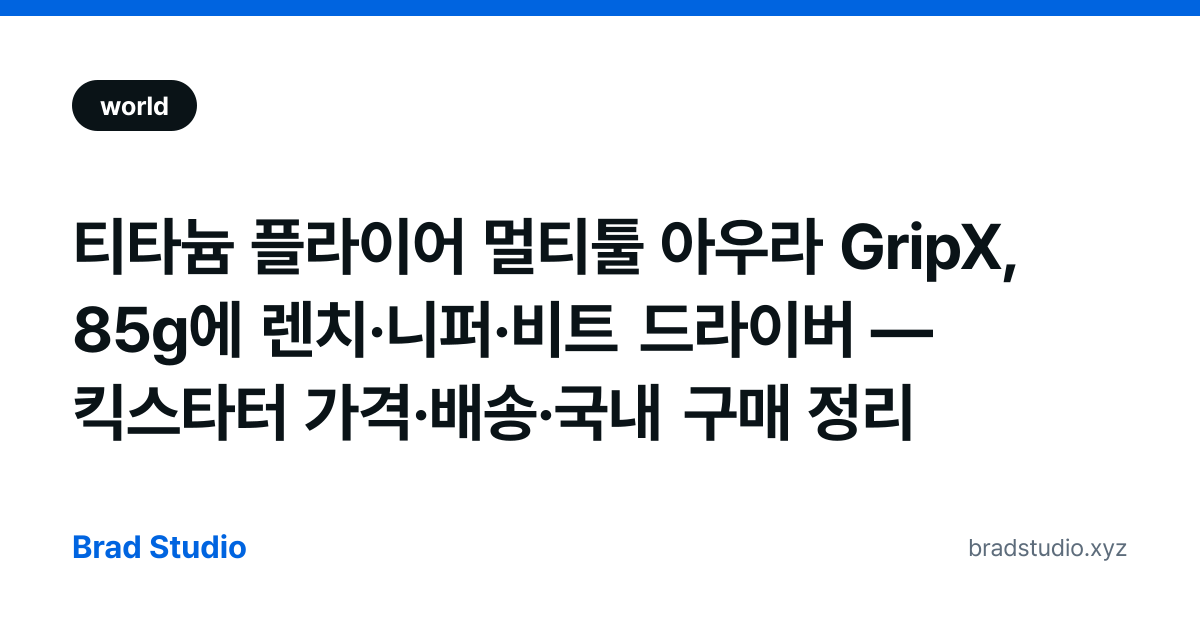 world
티타늄 플라이어 멀티툴 아우라 GripX,
85g에 렌치·니퍼·비트 드라이버 —
킥스타터 가격·배송·국내 구매 정리
Brad Studio
bradstudio.xyz